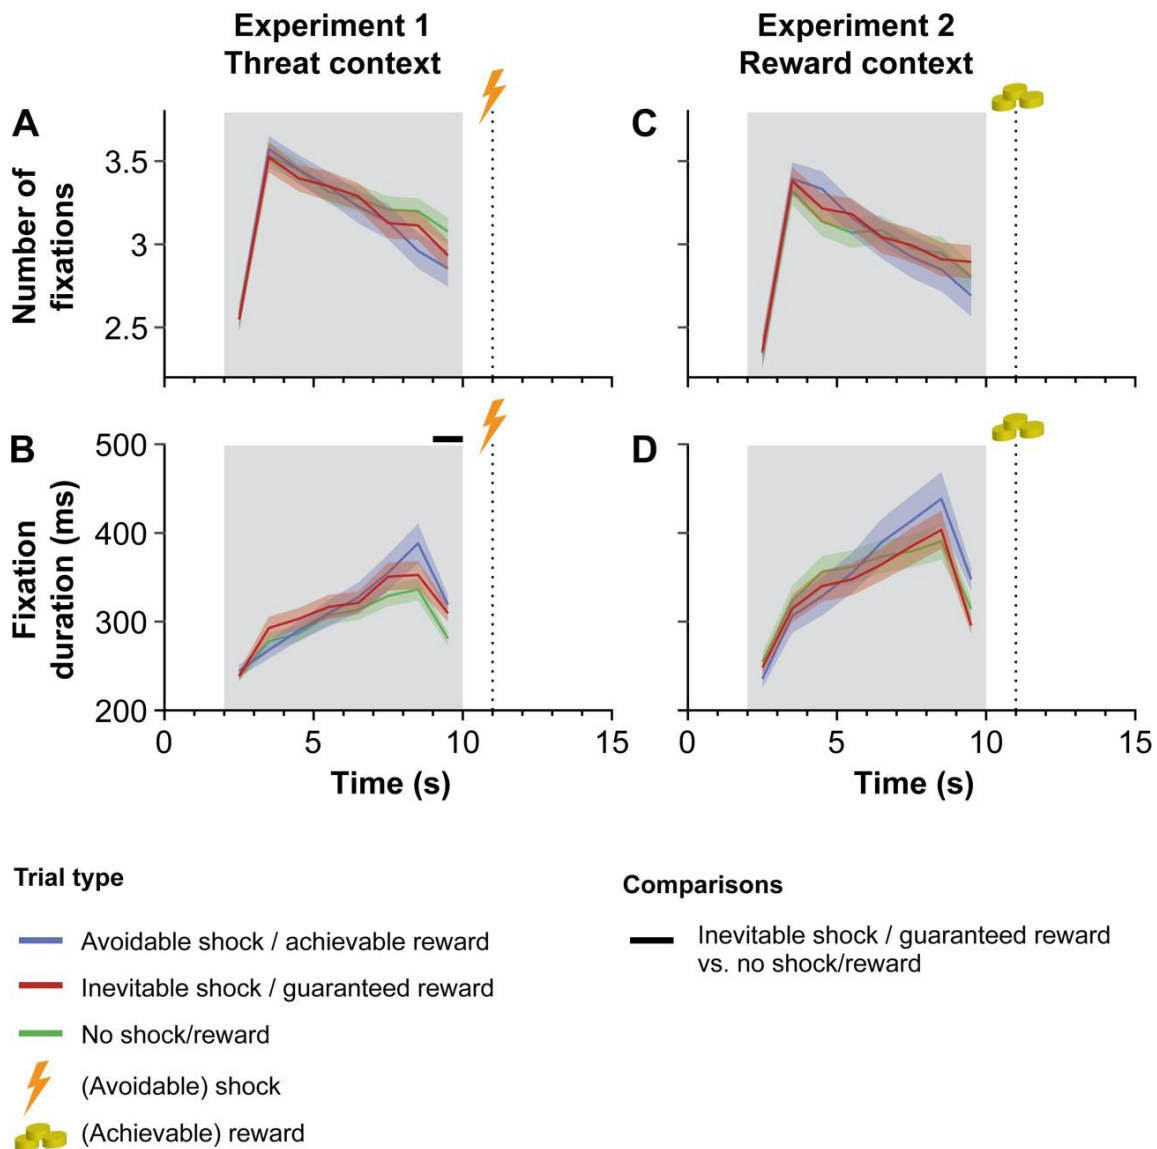 Experiment 1
Threat context
Experiment 2
Reward context
A
Number of
fixations
3.5
3
2.5
C
B
Fixation
duration (ms)
500
400
300
200
0
5
10
15
Time (s)
D
0
5
10
15
Time (s)
Trial type
Avoidable shock / achievable reward
Inevitable shock / guaranteed reward
No shock/reward
(Avoidable) shock
(Achievable) reward
Comparisons
Inevitable shock / guaranteed reward
vs. no shock/reward